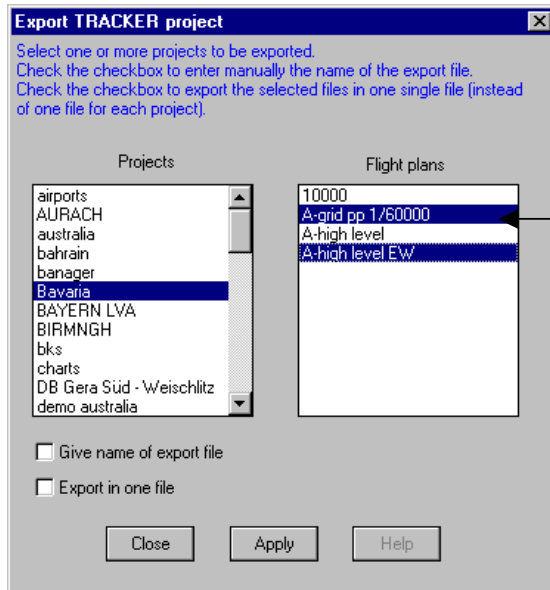 Export TRACKER project
Select one or more projects to be exported.
Check the checkbox to enter manually the name of the export file.
Check the checkbox to export the selected files in one single file (instead
of one file for each project).
Projects
airports
AURACH
australia
bahrain
banager
Bavaria
BAYERN LVA
BIRMNGH
bks
charts
DB Gera Süd - Weischlitz
demo australia
Flight plans
10000
A-grid pp 1/60000
A-high level
A-high level EW
Give name of export file
Export in one file
Close
Apply
Help